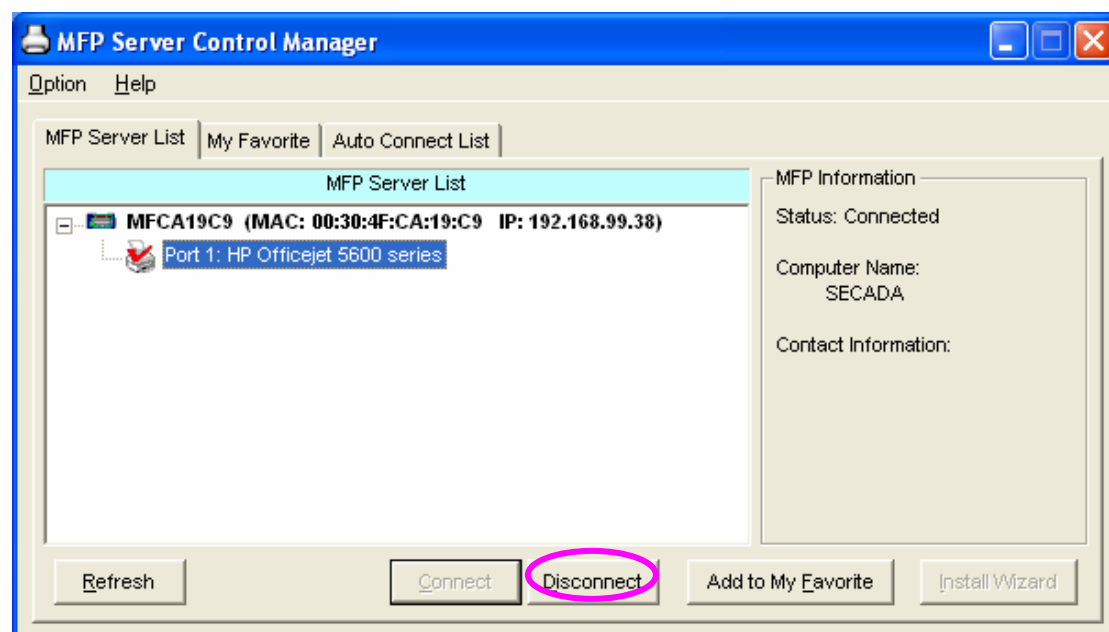 MFP Server Control Manager
Option Help
MFP Server List My Favorite Auto Connect List
MFP Server List
MFCA19C9 (MAC: 00:30:4F:CA:19:C9 IP: 192.168.99.38)
Port 1: HP Officejet 5600 series
MFP Information
Status: Connected
Computer Name:
SECADA
Contact Information:
Refresh Connect Disconnect Add to My Favorite Install Wizard